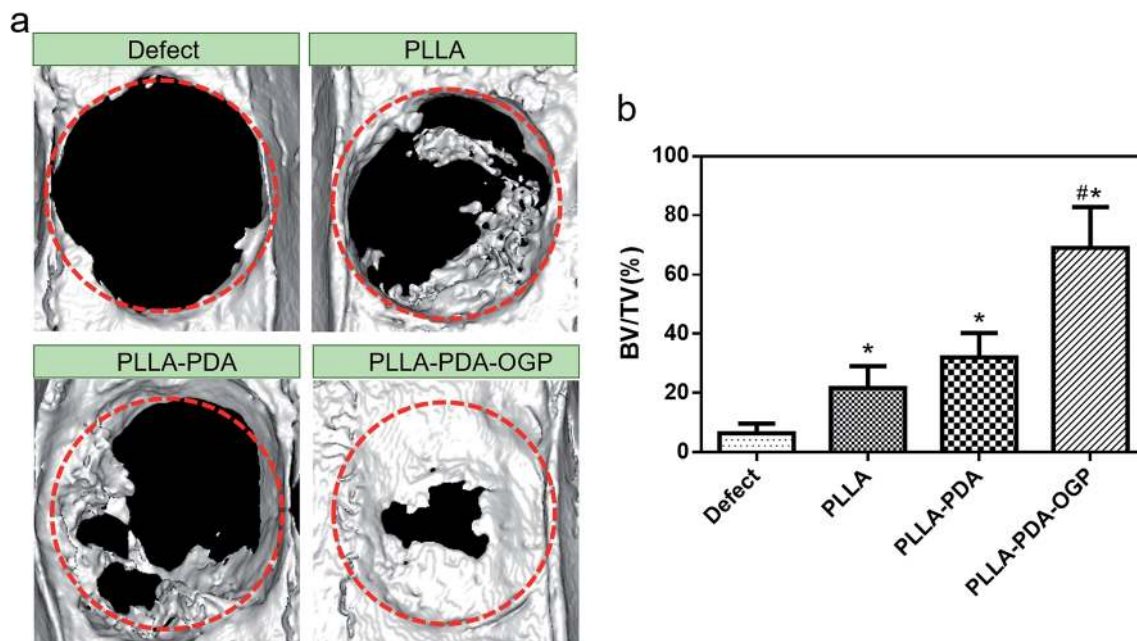 a
Defect
PLLA
PLLA-PDA
PLLA-PDA-OGP
b
BV/TV(%)
100
80
60
40
20
0
*
*
#*
Defect
PLLA
PLLA-PDA
PLLA-PDA-OGP